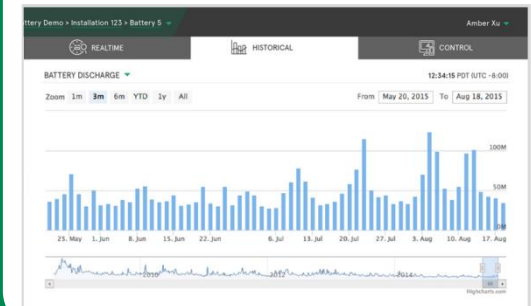 ttery Demo > Installation 123 > Battery 5
Amber Xu
REALTIME
HISTORICAL
CONTROL
BATTERY DISCHARGE
12:34:15 PDT (UTC -8:00)
Zoom 1m 3m 6m YTD 1y All
From May 20, 2015 To Aug 18, 2015
100M
50M
0M
25. May 1. Jun 8. Jun 15. Jun 22. Jun 6. Jul 13. Jul 20. Jul 27. Jul 3. Aug 10. Aug 17. Aug
2010 2012 2014
Highcharts.com